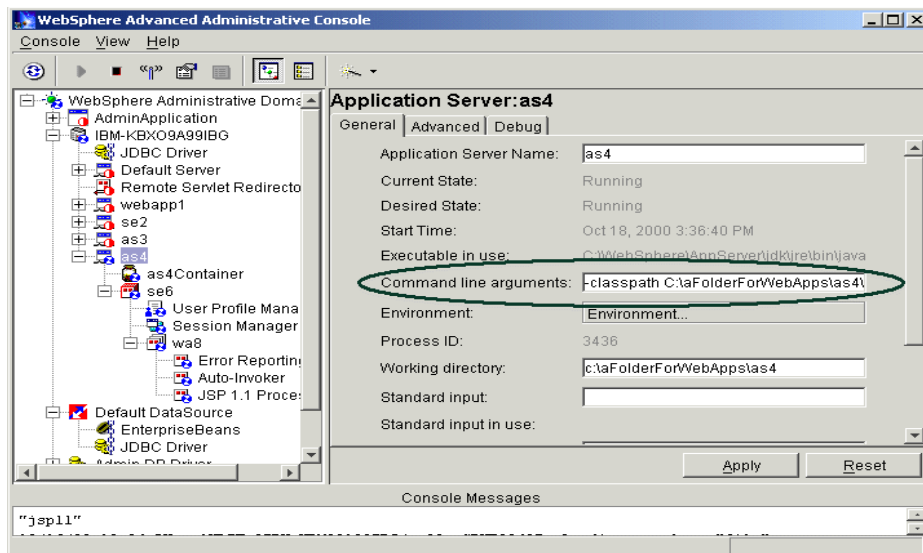 WebSphere Advanced Administrative Console
Console View Help
WebSphere Administrative Doma
AdminApplication
IBM-KBXO9A99IBG
JDBC Driver
Default Server
Remote Servlet Redirecto
webapp1
se2
as3
as4
as4Container
se6
User Profile Mana
Session Manager
wa8
Error Reporting
Auto-Invoker
JSP 1.1 Proce
Default DataSource
EnterpriseBeans
JDBC Driver
Admin DB Driver
Application Server:as4
General Advanced Debug
Application Server Name: as4
Current State: Running
Desired State: Running
Start Time: Oct 18, 2000 3:36:40 PM
Executable in use: C:\WebSphere\AppServer\jdk\jre\bin\java
Command line arguments: -classpath C:\aFolderForWebApps\as4\
Environment: Environment...
Process ID: 3436
Working directory: c:\aFolderForWebApps\as4
Standard input:
Standard input in use:
Apply Reset
Console Messages
"jsp11"